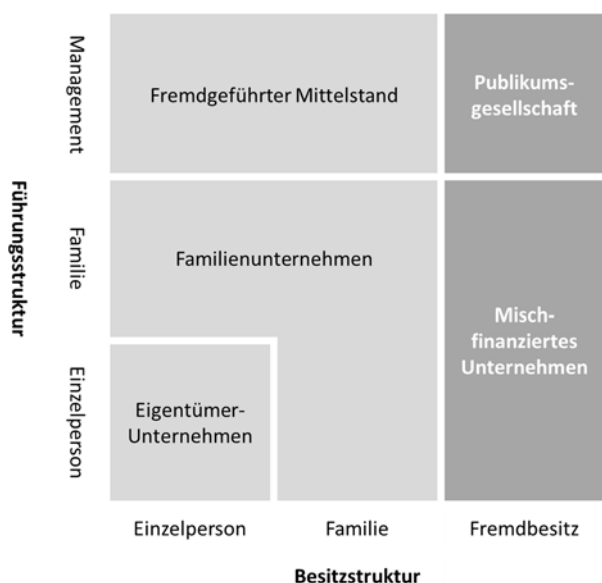 Führungsstruktur
Management
Familie
Einzelperson
Fremdgeführter Mittelstand
Publikums-
gesellschaft
Familienunternehmen
Misch-
finanziertes
Unternehmen
Eigentümer-
Unternehmen
Einzelperson
Familie
Fremdbesitz
Besitzstruktur